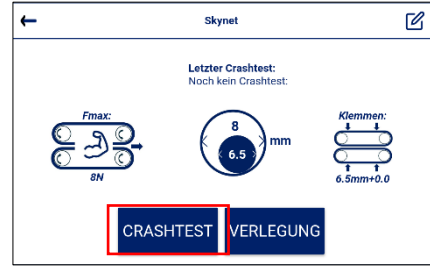 Skynet
Letzter Crashtest:
Noch kein Crashtest:
Fmax:
8N
8
6.5
mm
Klemmen:
6.5mm+0.0
CRASHTEST
VERLEGUNG